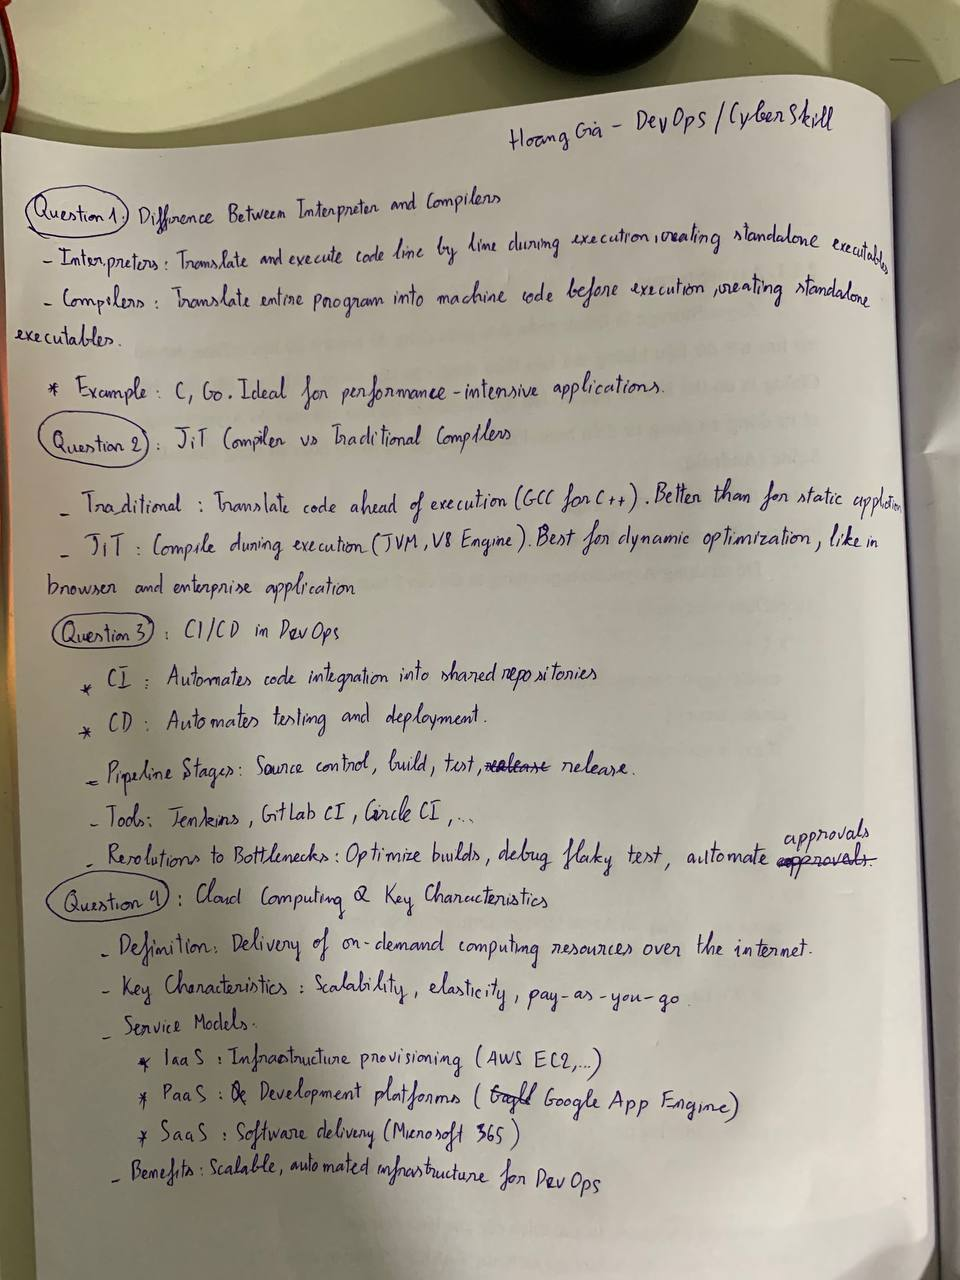 Hoang Gia - DevOps / CyberSkill
Question 1: Difference Between Interpreter and Compilers
- Interpreters: Translate and execute code line by line during execution, creating standalone executables
- Compilers: Translate entire program into machine code before execution, creating standalone
executables.
* Example: C, Go. Ideal for performance-intensive applications.
Question 2: JiT Compiler vs Traditional Compilers
- Traditional: Translate code ahead of execution (GCC for C++). Better than for static application
- JiT: Compile during execution (JVM, V8 Engine). Best for dynamic optimization, like in
browser and enterprise application
Question 3: CI/CD in DevOps
* CI: Automates code integration into shared repositories
* CD: Automates testing and deployment.
- Pipeline Stages: Source control, build, test, release.
- Tools: Jenkins, GitLab CI, Circle CI,...
approvals
- Resolutions to Bottlenecks: Optimize builds, debug flaky test, automate approvals.
Question 4: Cloud Computing & Key Characteristics
- Definition: Delivery of on-demand computing resources over the internet.
- Key Characteristics: Scalability, elasticity, pay-as-you-go
- Service Models.
* IaaS: Infrastructure provisioning (AWS EC2,...)
* PaaS: Development platforms (Google App Engine)
* SaaS: Software delivery (Microsoft 365)
- Benefits: Scalable, automated infrastructure for DevOps